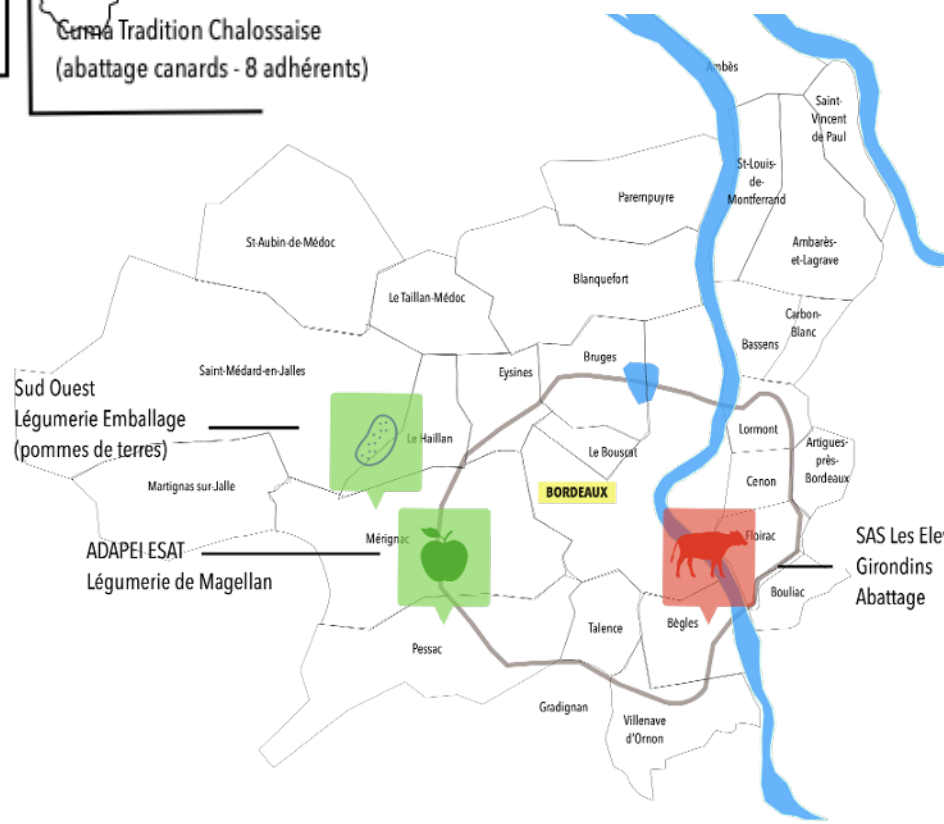 Cuma Tradition Chalossaise
(abattage canards - 8 adhérents)
Ambès
Saint-
Vincent
de Paul
St-Louis-
de-
Montferrand
Parempuyre
St-Aubin-de-Médoc
Ambarès-
et-Lagrave
Blanquefort
Le Taillan-Médoc
Carbon-
Blanc
Bassens
Bruges
Eysines
Saint-Médard-en-Jalles
Sud Ouest
Légumerie Emballage
(pommes de terres)
Le Haillan
Lormont
Artigues-
près-
Bordeaux
Le Bouscat
Cenon
Martignas sur-Jalle
BORDEAUX
Mérignac
Floirac
ADAPEI ESAT
Légumerie de Magellan
SAS Les
Girondins
Abattage
Bouliac
Talence
Bègles
Pessac
Gradignan
Villenave
d'Ornon